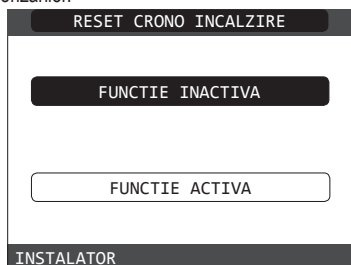 RESET CRONO INCALZIRE
FUNCTIE INACTIVA
FUNCTIE ACTIVA
INSTALATOR